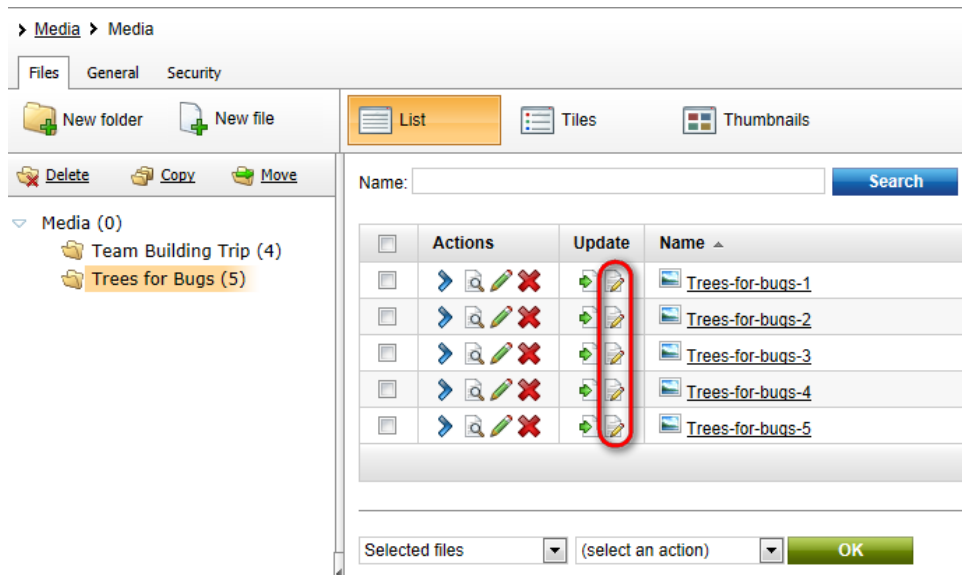 Media Media
Files General Security
New folder New file List Tiles Thumbnails
Delete Copy Move Name: Search
Media (0)
Team Building Trip (4)
Trees for Bugs (5)
Actions Update Name
Trees-for-bugs-1
Trees-for-bugs-2
Trees-for-bugs-3
Trees-for-bugs-4
Trees-for-bugs-5
Selected files (select an action) OK